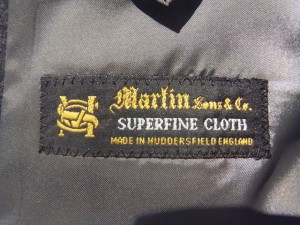 Martin Sons & Co.
SUPERFINE CLOTH
MADE IN HUDDERSFIELD ENGLAND